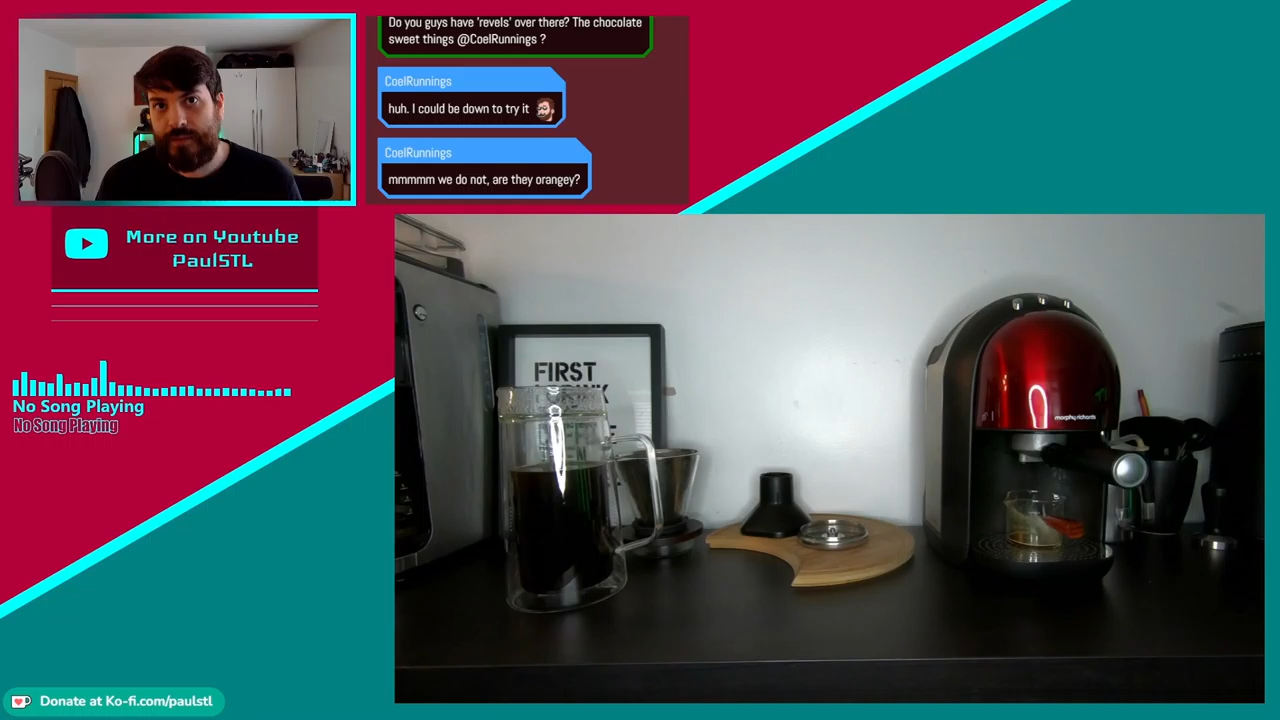 Do you guys have 'revels' over there? The chocolate
sweet things @CoelRunnings ?
CoelRunnings
huh. I could be down to try it
CoelRunnings
mmmmm we do not, are they orangey?
More on Youtube
PaulSTL
No Song Playing
No Song Playing
FIRST
morphy richards
Donate at Ko-fi.com/paulstl